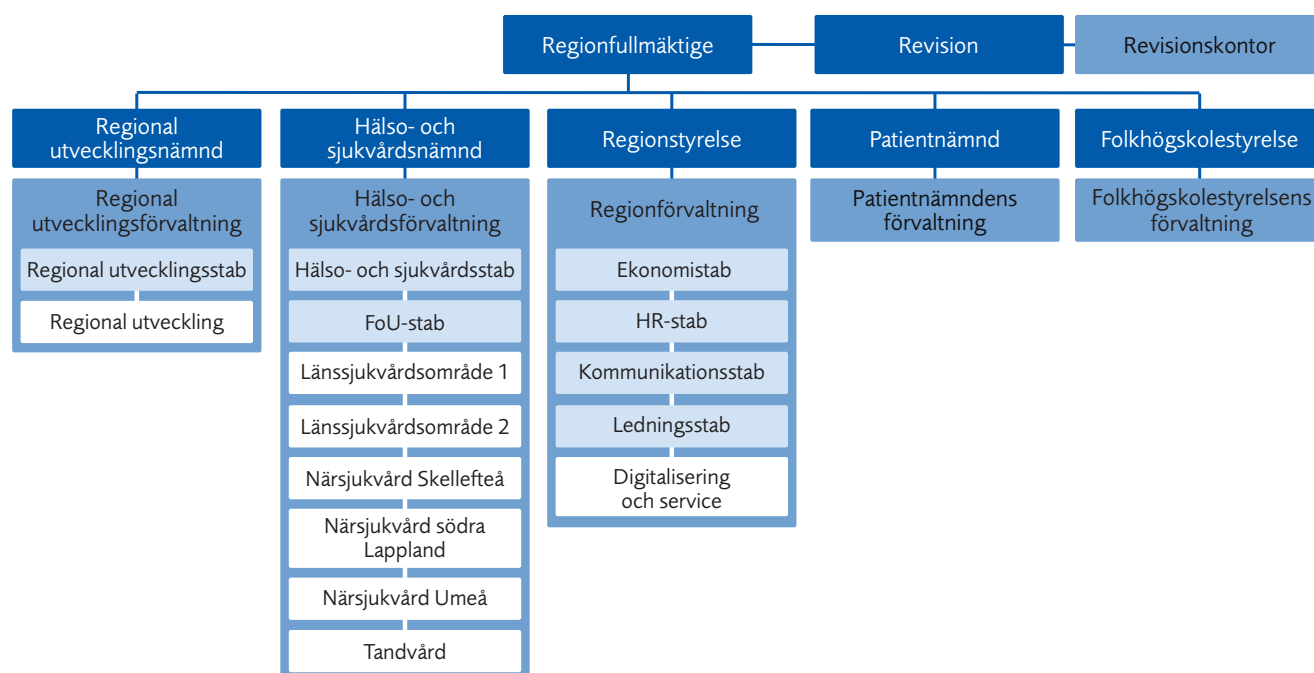 Regionfullmäktige
Revision
Revisionskontor
Regional
utvecklingsnämnd
Hälso- och
sjukvårdsnämnd
Regionstyrelse
Patientnämnd
Folkhögskolestyrelse
Regional
utvecklingsförvaltning
Regional utvecklingsstab
Regional utveckling
Hälso- och
sjukvårdsförvaltning
Hälso- och sjukvårdsstab
FoU-stab
Länssjukvårdsområde 1
Länssjukvårdsområde 2
Närsjukvård Skellefteå
Närsjukvård södra
Lappland
Närsjukvård Umeå
Tandvård
Regionförvaltning
Ekonomistab
HR-stab
Kommunikationsstab
Ledningsstab
Digitalisering
och service
Patientnämndens
förvaltning
Folkhögskolestyrelsens
förvaltning